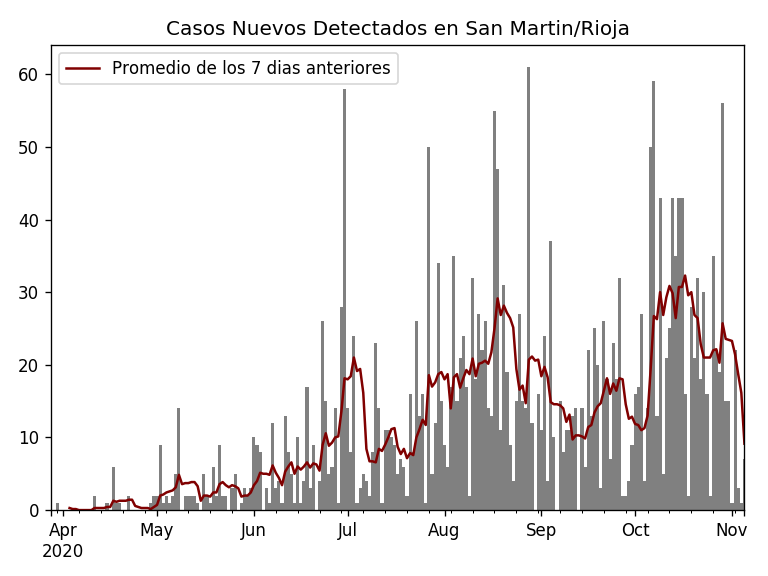 Casos Nuevos Detectados en San Martin/Rioja
Promedio de los 7 dias anteriores
60
50
40
30
20
10
0
Apr May Jun Jul Aug Sep Oct Nov
2020